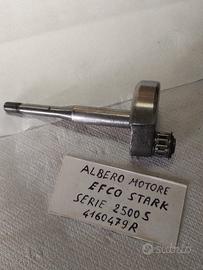 ALBERO MOTORE
EFCO STARK
SERIE 2500 S
4160479R
subito